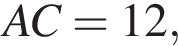 AC = 12,